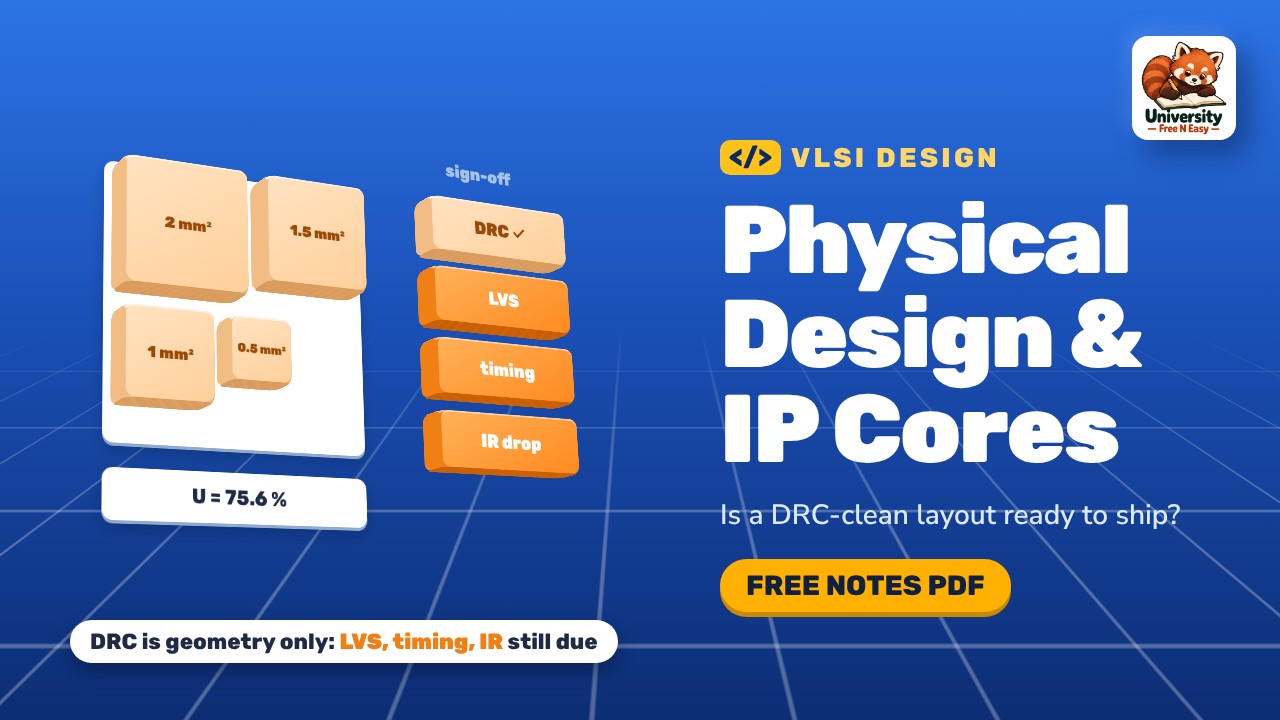 University
Free N Easy
</> VLSI DESIGN
Physical
Design &
IP Cores
Is a DRC-clean layout ready to ship?
FREE NOTES PDF
sign-off
2 mm²
1.5 mm²
1 mm²
0.5 mm²
U = 75.6 %
DRC ✓
LVS
timing
IR drop
DRC is geometry only: LVS, timing, IR still due